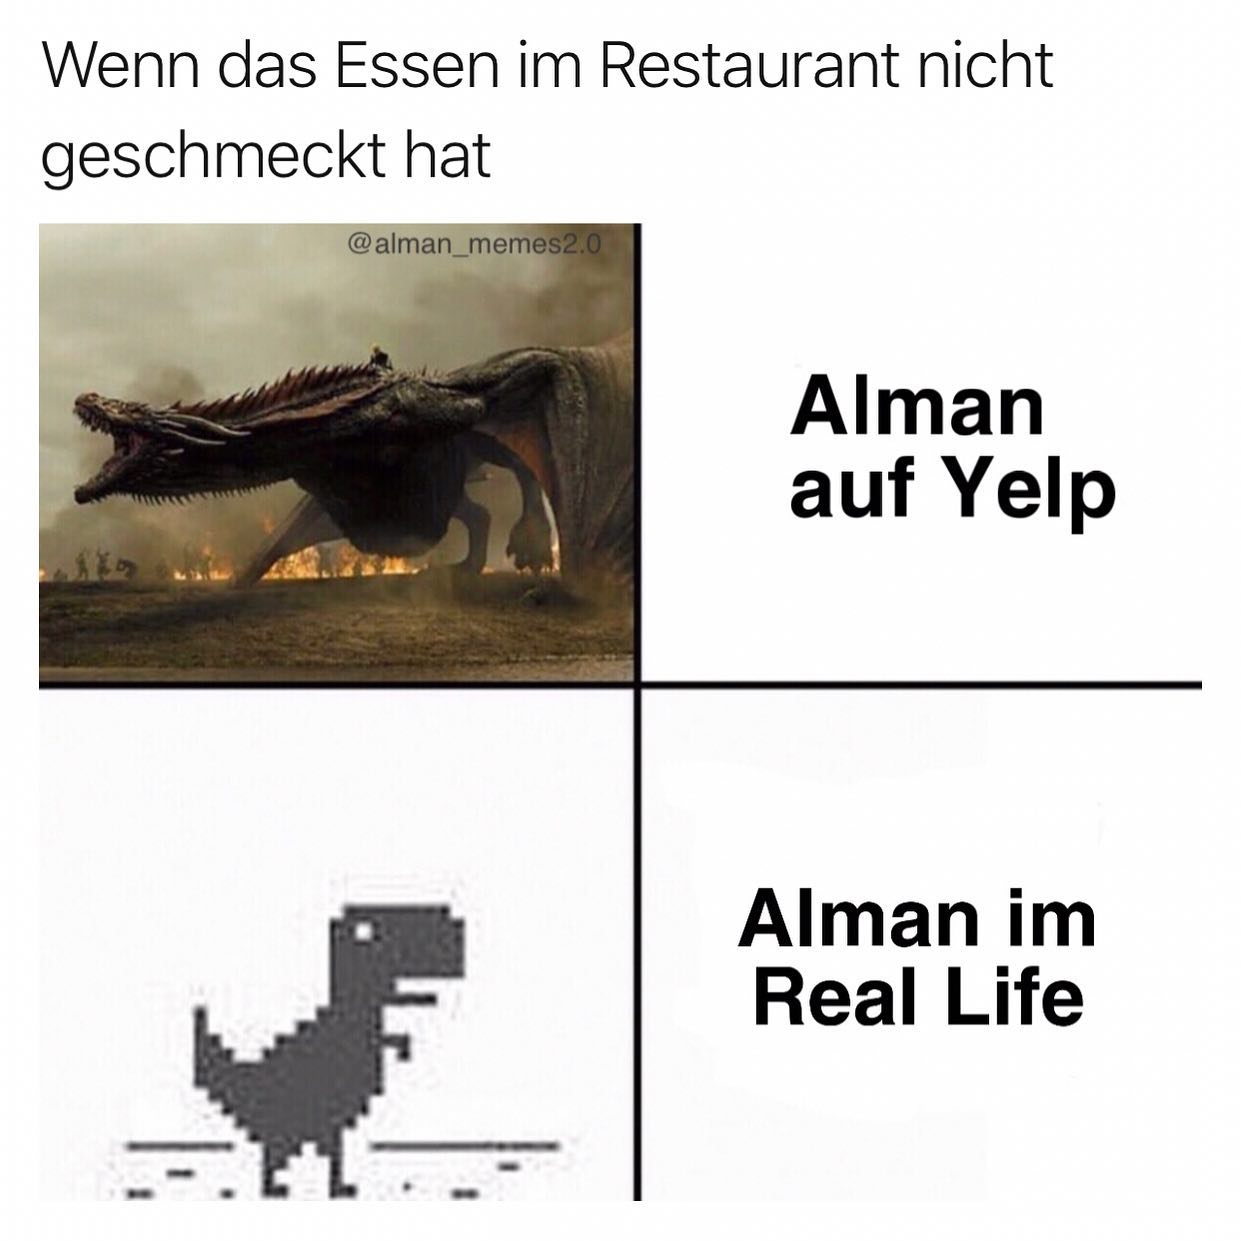 Wenn das Essen im Restaurant nicht
geschmeckt hat
@alman_memes2.0
Alman
auf Yelp
Alman im
Real Life